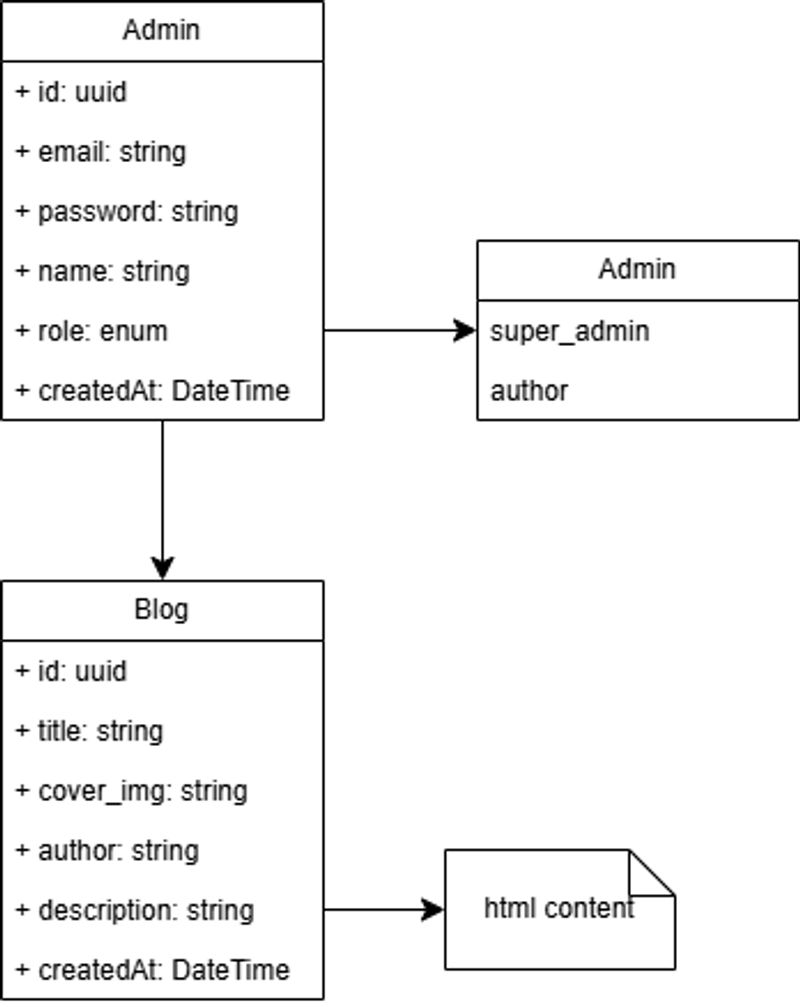 Admin
+ id: uuid
+ email: string
+ password: string
+ name: string
+ role: enum
+ createdAt: DateTime
Admin
super_admin
author
Blog
+ id: uuid
+ title: string
+ cover_img: string
+ author: string
+ description: string
+ createdAt: DateTime
html content